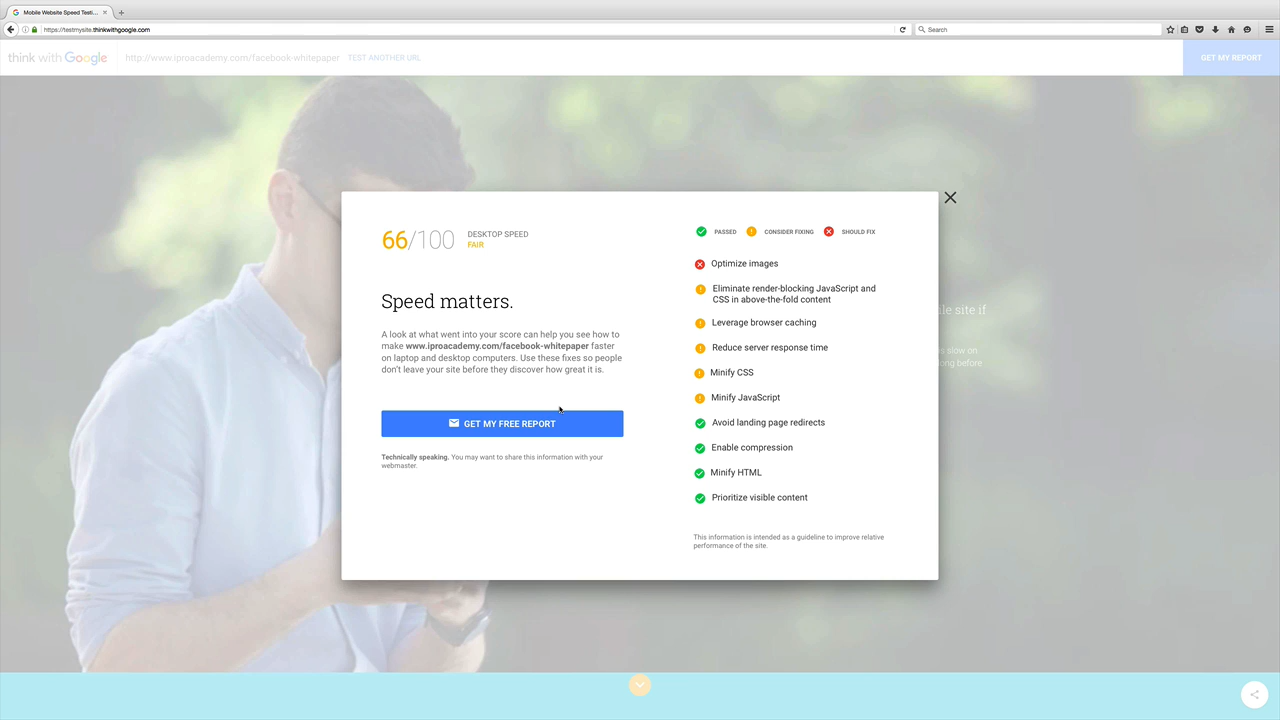 Mobile Website Speed Testi...
https://testmysite.thinkwithgoogle.com
Search
think with Google
http://www.iproacademy.com/facebook-whitepaper
TEST ANOTHER URL
GET MY REPORT
66/100
DESKTOP SPEED
FAIR
Speed matters.
A look at what went into your score can help you see how to
make www.iproacademy.com/facebook-whitepaper faster
on laptop and desktop computers. Use these fixes so people
don't leave your site before they discover how great it is.
GET MY FREE REPORT
Technically speaking. You may want to share this information with your
webmaster.
PASSED
CONSIDER FIXING
SHOULD FIX
Optimize images
Eliminate render-blocking JavaScript and
CSS in above-the-fold content
Leverage browser caching
Reduce server response time
Minify CSS
Minify JavaScript
Avoid landing page redirects
Enable compression
Minify HTML
Prioritize visible content
This information is intended as a guideline to improve relative
performance of the site.
site if
slow on
before